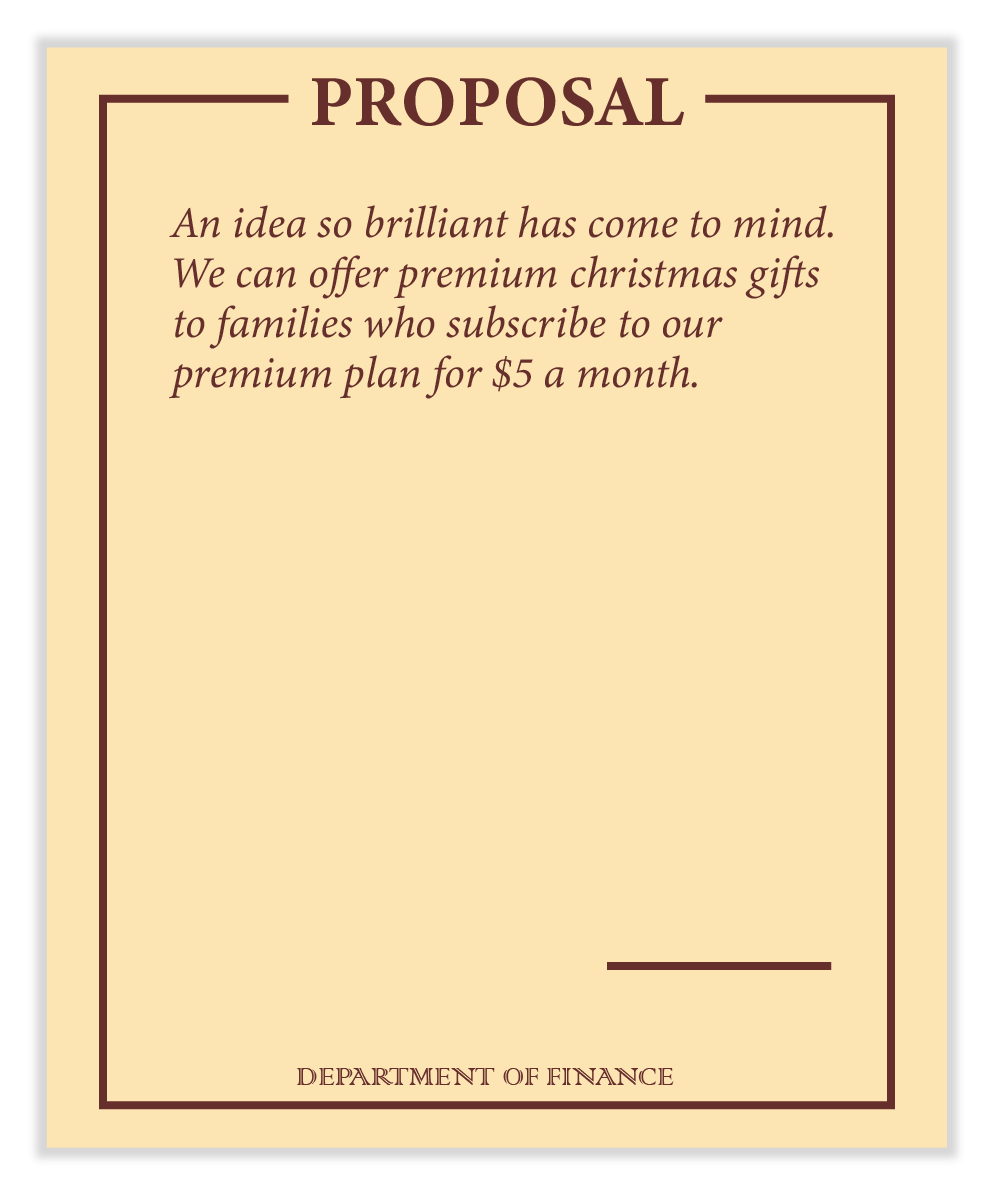 PROPOSAL
An idea so brilliant has come to mind.
We can offer premium christmas gifts
to families who subscribe to our
premium plan for $5 a month.
DEPARTMENT OF FINANCE